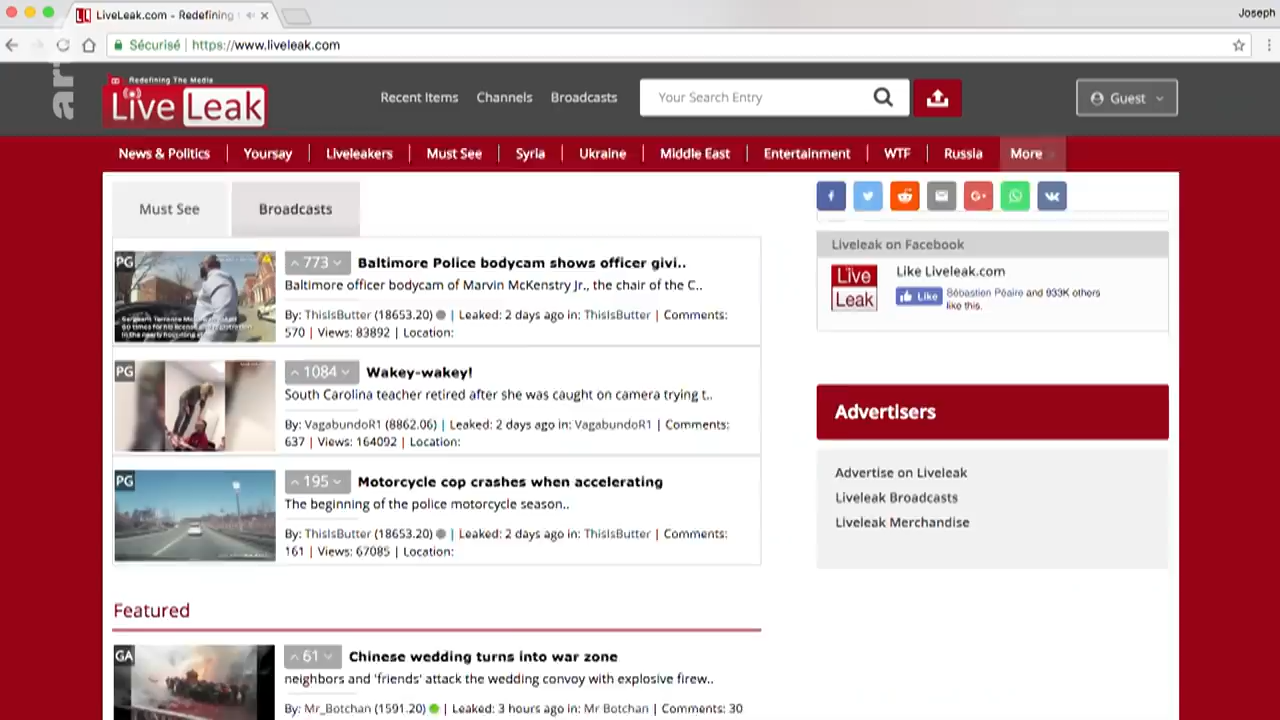 LiveLeak.com - Redefining
Joseph
Sécurisé | https://www.liveleak.com
arte
Redefining The Media
Live Leak
Recent Items Channels Broadcasts
Your Search Entry
Guest
News & Politics | Yoursay | Liveleakers | Must See | Syria | Ukraine | Middle East | Entertainment | WTF | Russia | More
Must See Broadcasts
PG
773
Baltimore Police bodycam shows officer givi..
Baltimore officer bodycam of Marvin McKenstry Jr., the chair of the C..
By: ThisIsButter (18653.20) | Leaked: 2 days ago in: ThisIsButter | Comments:
570 | Views: 83892 | Location:
PG
1084
Wakey-wakey!
South Carolina teacher retired after she was caught on camera trying t..
By: VagabundoR1 (8862.06) | Leaked: 2 days ago in: VagabundoR1 | Comments:
637 | Views: 164092 | Location:
PG
195
Motorcycle cop crashes when accelerating
The beginning of the police motorcycle season..
By: ThisIsButter (18653.20) | Leaked: 2 days ago in: ThisIsButter | Comments:
161 | Views: 67085 | Location:
Featured
GA
61
Chinese wedding turns into war zone
neighbors and 'friends' attack the wedding convoy with explosive firew..
By: Mr_Botchan (1591.20) | Leaked: 3 hours ago in: Mr Botchan | Comments: 30
Liveleak on Facebook
Live
Leak
Like Liveleak.com
Like
Sébastien Péaire and 933K others
like this.
Advertisers
Advertise on Liveleak
Liveleak Broadcasts
Liveleak Merchandise